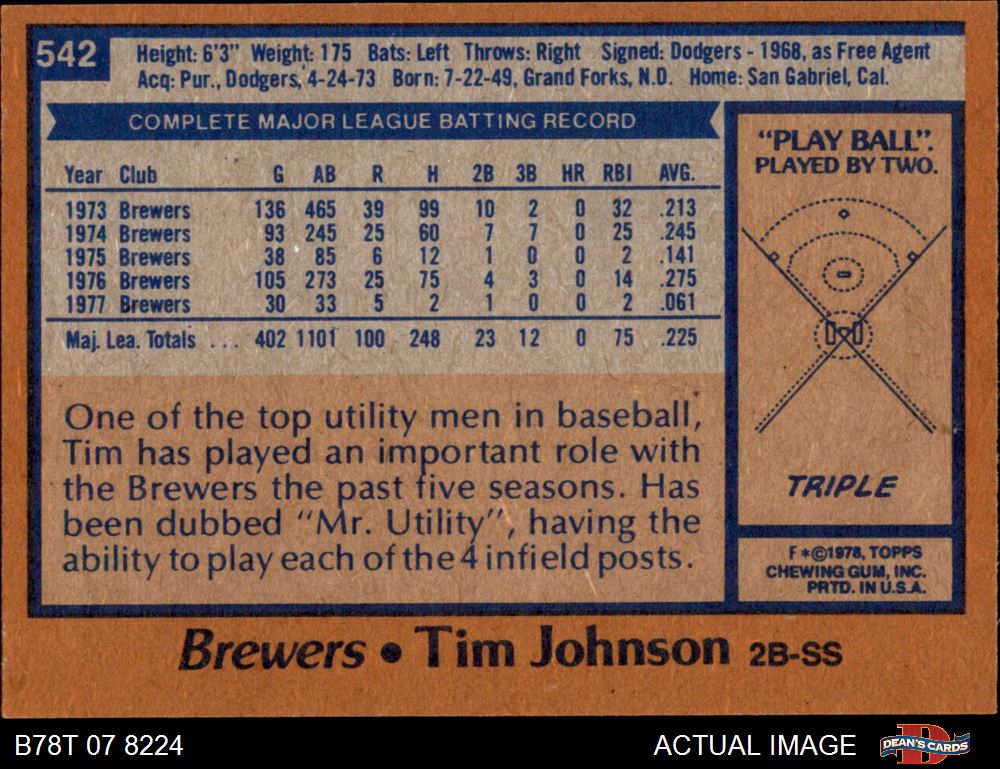 542
Height: 6'3" Weight: 175 Bats: Left Throws: Right Signed: Dodgers - 1968, as Free Agent
Acq: Pur., Dodgers, 4-24-73 Born: 7-22-49, Grand Forks, N.D. Home: San Gabriel, Cal.
COMPLETE MAJOR LEAGUE BATTING RECORD
Year Club G AB R H 2B 3B HR RBI AVG.
1973 Brewers 136 465 39 99 10 2 0 32 .213
1974 Brewers 93 245 25 60 7 7 0 25 .245
1975 Brewers 38 85 6 12 1 0 0 2 .141
1976 Brewers 105 273 25 75 4 3 0 14 .275
1977 Brewers 30 33 5 2 1 0 0 2 .061
Maj. Lea. Totals ... 402 1101 100 248 23 12 0 75 .225
One of the top utility men in baseball,
Tim has played an important role with
the Brewers the past five seasons. Has
been dubbed "Mr. Utility", having the
ability to play each of the 4 infield posts.
"PLAY BALL".
PLAYED BY TWO.
TRIPLE
F *©1978, TOPPS
CHEWING GUM, INC.
PRTD. IN U.S.A.
Brewers • Tim Johnson 2B-SS
B78T 07 8224
ACTUAL IMAGE
DEAN'S CARDS